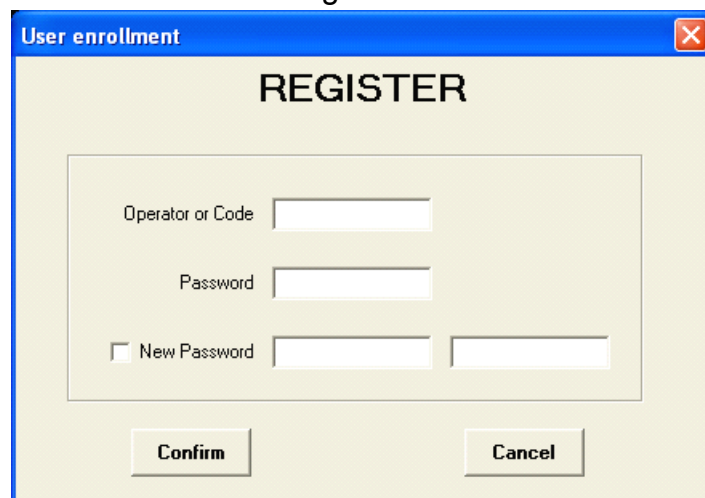 User enrollment
REGISTER
Operator or Code
Password
New Password
Confirm Cancel